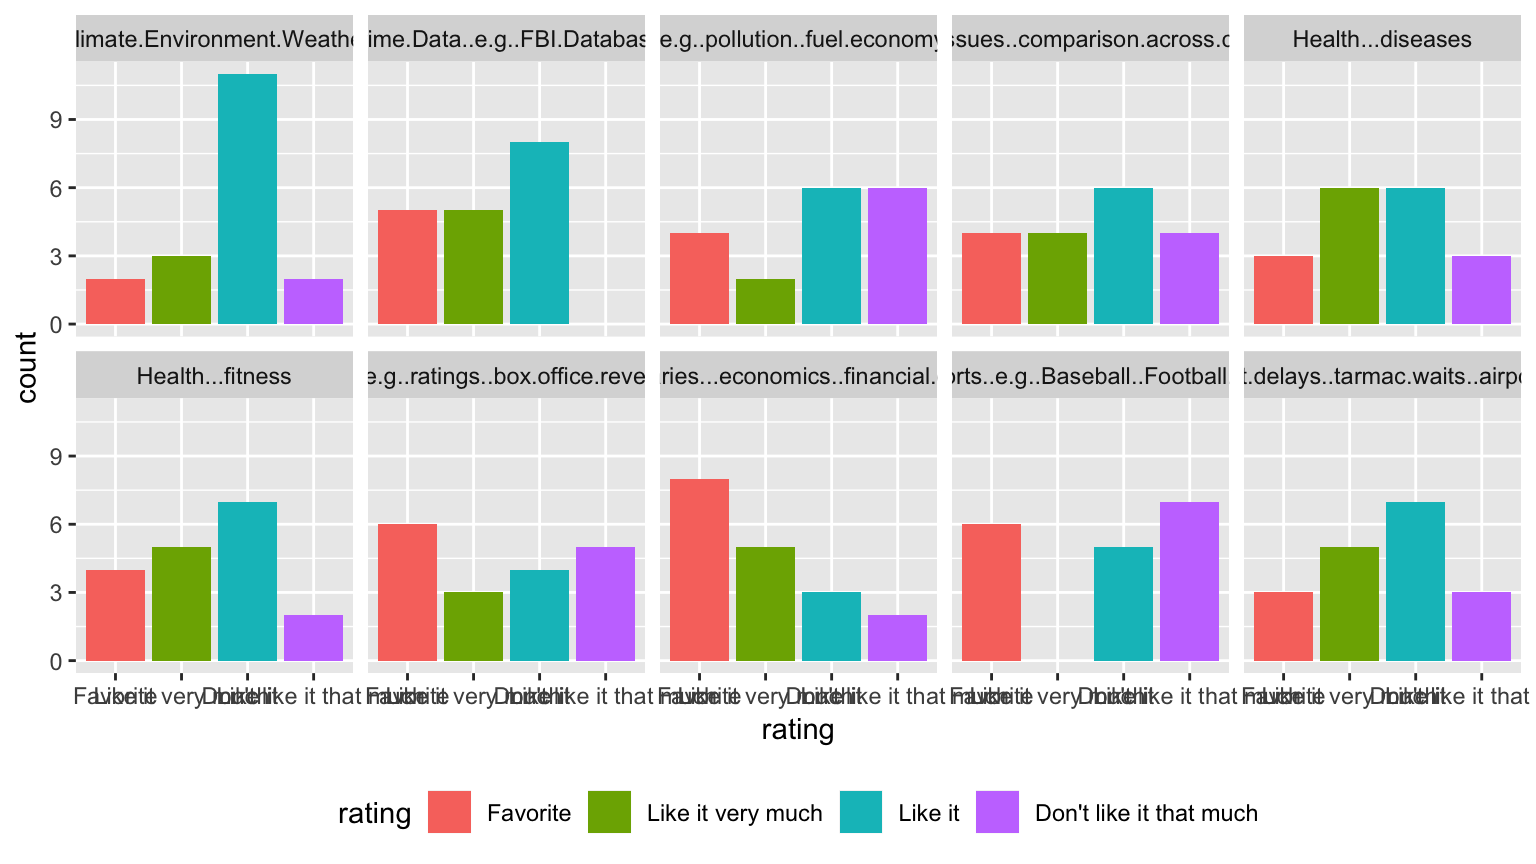 limate.Environment.Weathe
ime.Data..e.g..FBI.Databas
e.g..pollution..fuel.economy
ssues..comparison.across.c
Health...diseases
9
6
3
0
count
Health...fitness
e.g..ratings..box.office.reve
ries...economics..financial.
orts..e.g..Baseball..Football.
t.delays..tarmac.waits..airpo
9
6
3
0
rating
rating
Favorite
Like it very much
Like it
Don't like it that much